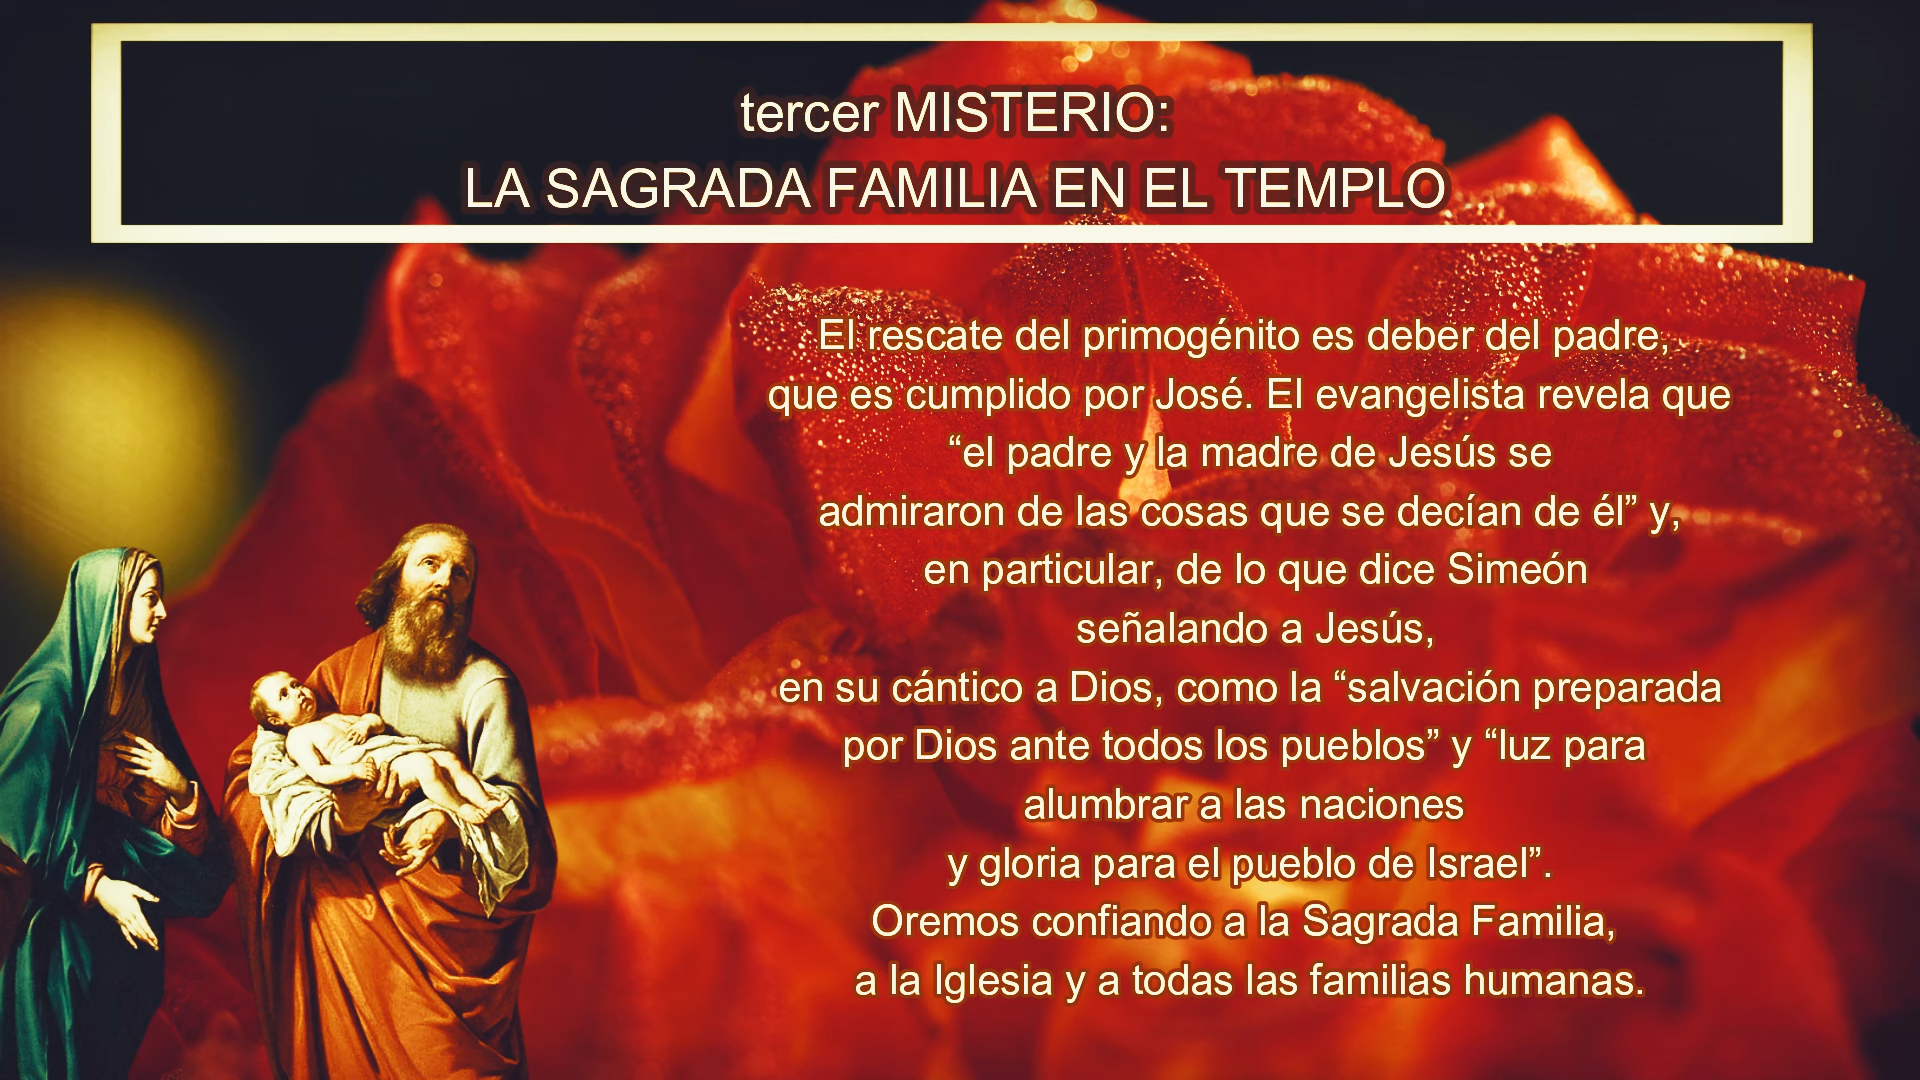 tercer MISTERIO:
LA SAGRADA FAMILIA EN EL TEMPLO
El rescate del primogénito es deber del padre,
que es cumplido por José. El evangelista revela que
“el padre y la madre de Jesús se
admiraron de las cosas que se decían de él” y,
en particular, de lo que dice Simeón
señalando a Jesús,
en su cántico a Dios, como la “salvación preparada
por Dios ante todos los pueblos” y “luz para
alumbrar a las naciones
y gloria para el pueblo de Israel”.
Oremos confiando a la Sagrada Familia,
a la Iglesia y a todas las familias humanas.